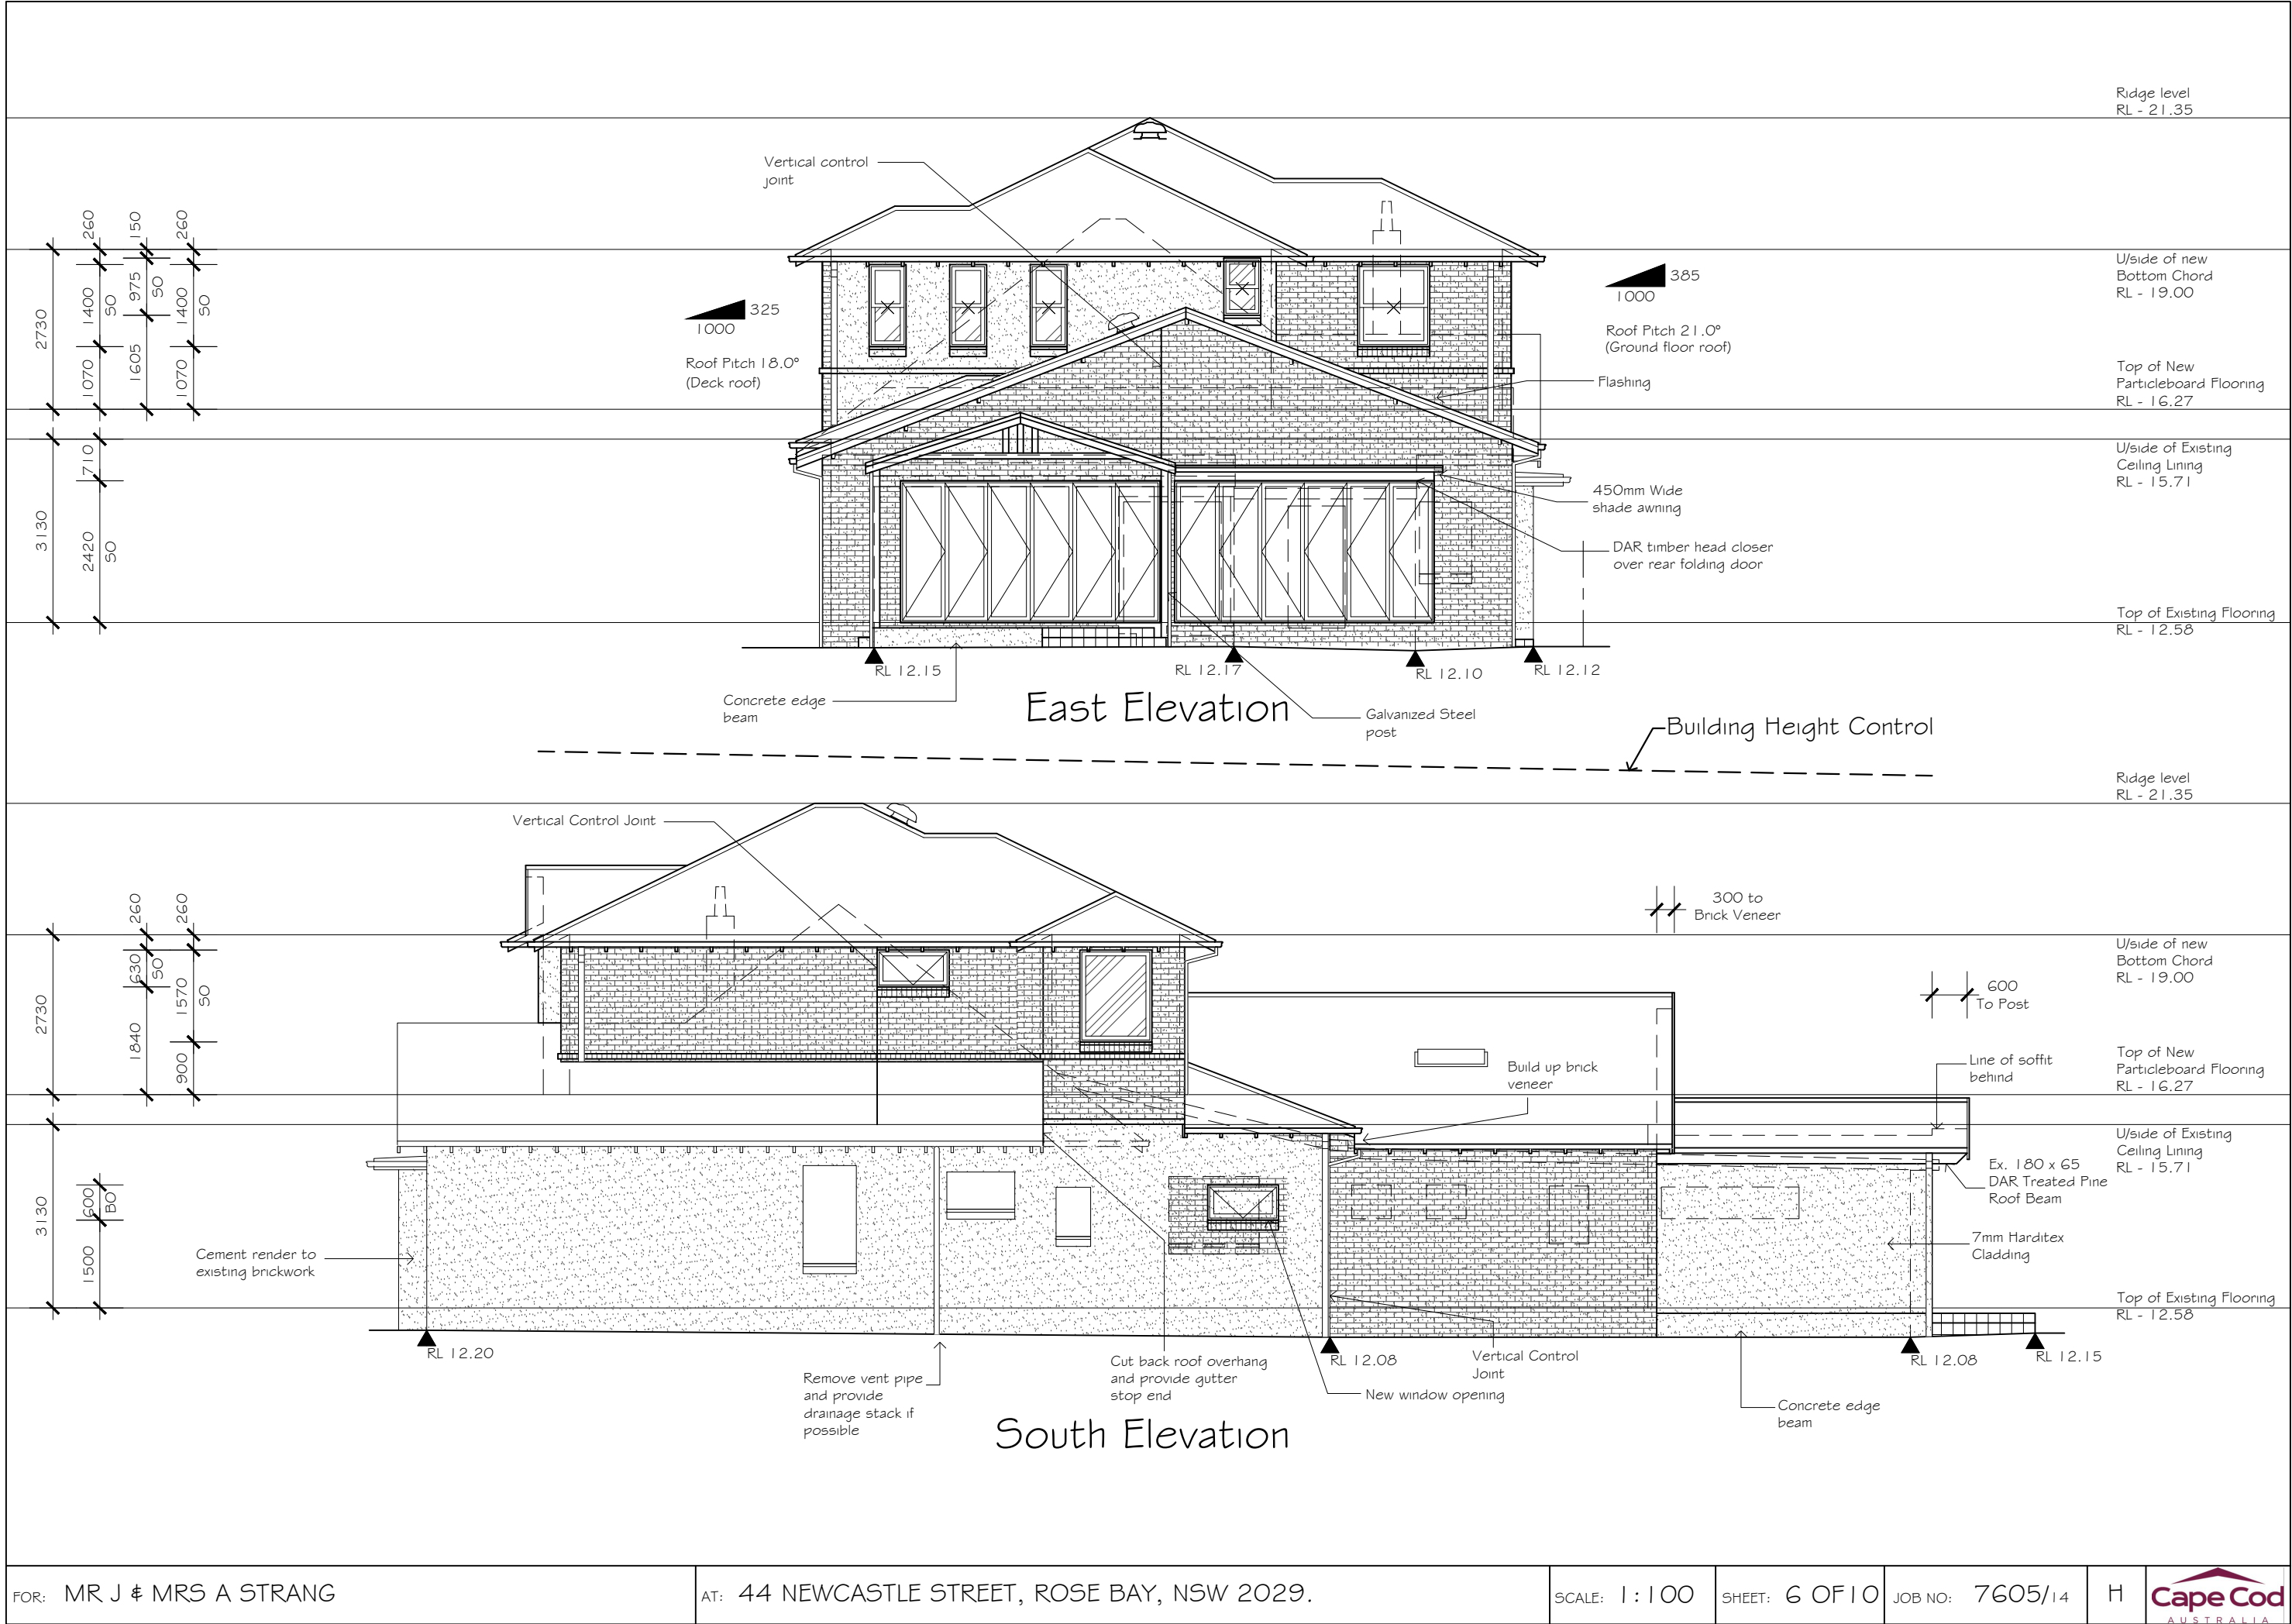 Ridge level
RL - 21.35
Vertical control
joint
260
150
260
2730
1400
SO
975
SO
1400
SO
1070
1605
1070
325
1000
Roof Pitch 18.0°
(Deck roof)
385
1000
Roof Pitch 21.0°
(Ground floor roof)
U/side of new
Bottom Chord
RL - 19.00
Flashing
Top of New
Particleboard Flooring
RL - 16.27
710
3130
2420
SO
U/side of Existing
Ceiling Lining
RL - 15.71
450mm Wide
shade awning
DAR timber head closer
over rear folding door
Top of Existing Flooring
RL - 12.58
RL 12.15
RL 12.17
RL 12.10
RL 12.12
Concrete edge
beam
East Elevation
Galvanized Steel
post
Building Height Control
Ridge level
RL - 21.35
Vertical Control Joint
260
260
2730
630
SO
1570
SO
1840
900
300 to
Brick Veneer
U/side of new
Bottom Chord
RL - 19.00
600
To Post
Build up brick
veneer
Line of soffit
behind
Top of New
Particleboard Flooring
RL - 16.27
U/side of Existing
Ceiling Lining
RL - 15.71
Ex. 180 x 65
DAR Treated Pine
Roof Beam
3130
600
BO
1500
Cement render to
existing brickwork
7mm Harditex
Cladding
Top of Existing Flooring
RL - 12.58
RL 12.20
RL 12.08
RL 12.08
RL 12.15
Remove vent pipe
and provide
drainage stack if
possible
Cut back roof overhang
and provide gutter
stop end
Vertical Control
Joint
New window opening
Concrete edge
beam
South Elevation
FOR: MR J & MRS A STRANG
AT: 44 NEWCASTLE STREET, ROSE BAY, NSW 2029.
SCALE: 1:100
SHEET: 6 OF10
JOB NO: 7605/14
H
Cape Cod
AUSTRALIA